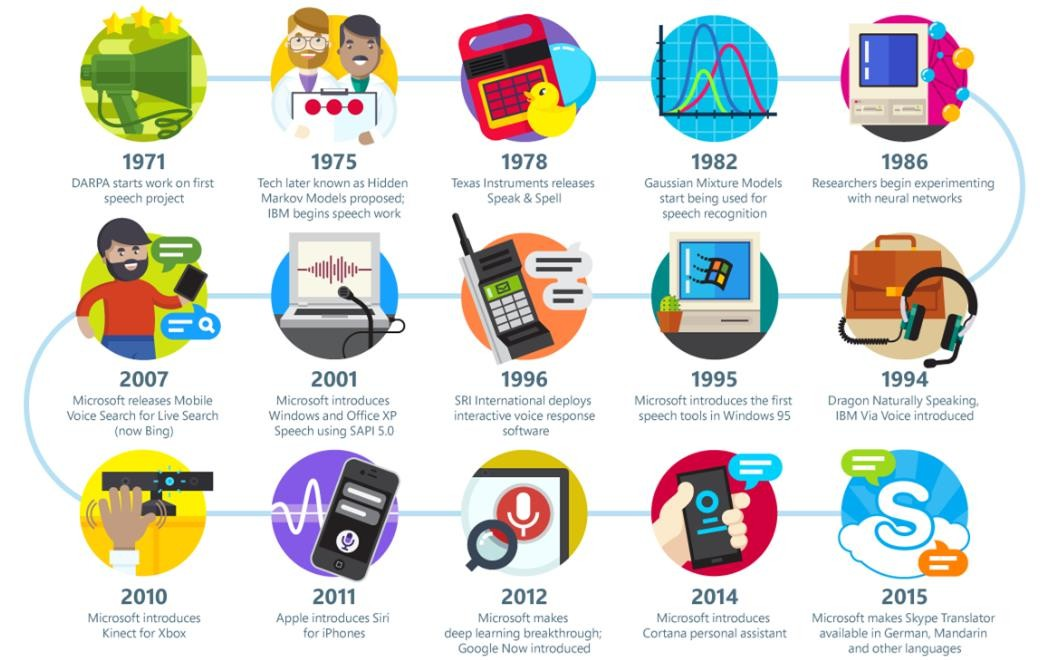 1971
DARPA starts work on first
speech project
1975
Tech later known as Hidden
Markov Models proposed;
IBM begins speech work
1978
Texas Instruments releases
Speak & Spell
1982
Gaussian Mixture Models
start being used for
speech recognition
1986
Researchers begin experimenting
with neural networks
1994
Dragon Naturally Speaking,
IBM Via Voice introduced
1995
Microsoft introduces the first
speech tools in Windows 95
1996
SRI International deploys
interactive voice response
software
2001
Microsoft introduces
Windows and Office XP
Speech using SAPI 5.0
2007
Microsoft releases Mobile
Voice Search for Live Search
(now Bing)
2010
Microsoft introduces
Kinect for Xbox
2011
Apple introduces Siri
for iPhones
2012
Microsoft makes
deep learning breakthrough;
Google Now introduced
2014
Microsoft introduces
Cortana personal assistant
S
2015
Microsoft makes Skype Translator
available in German, Mandarin
and other languages